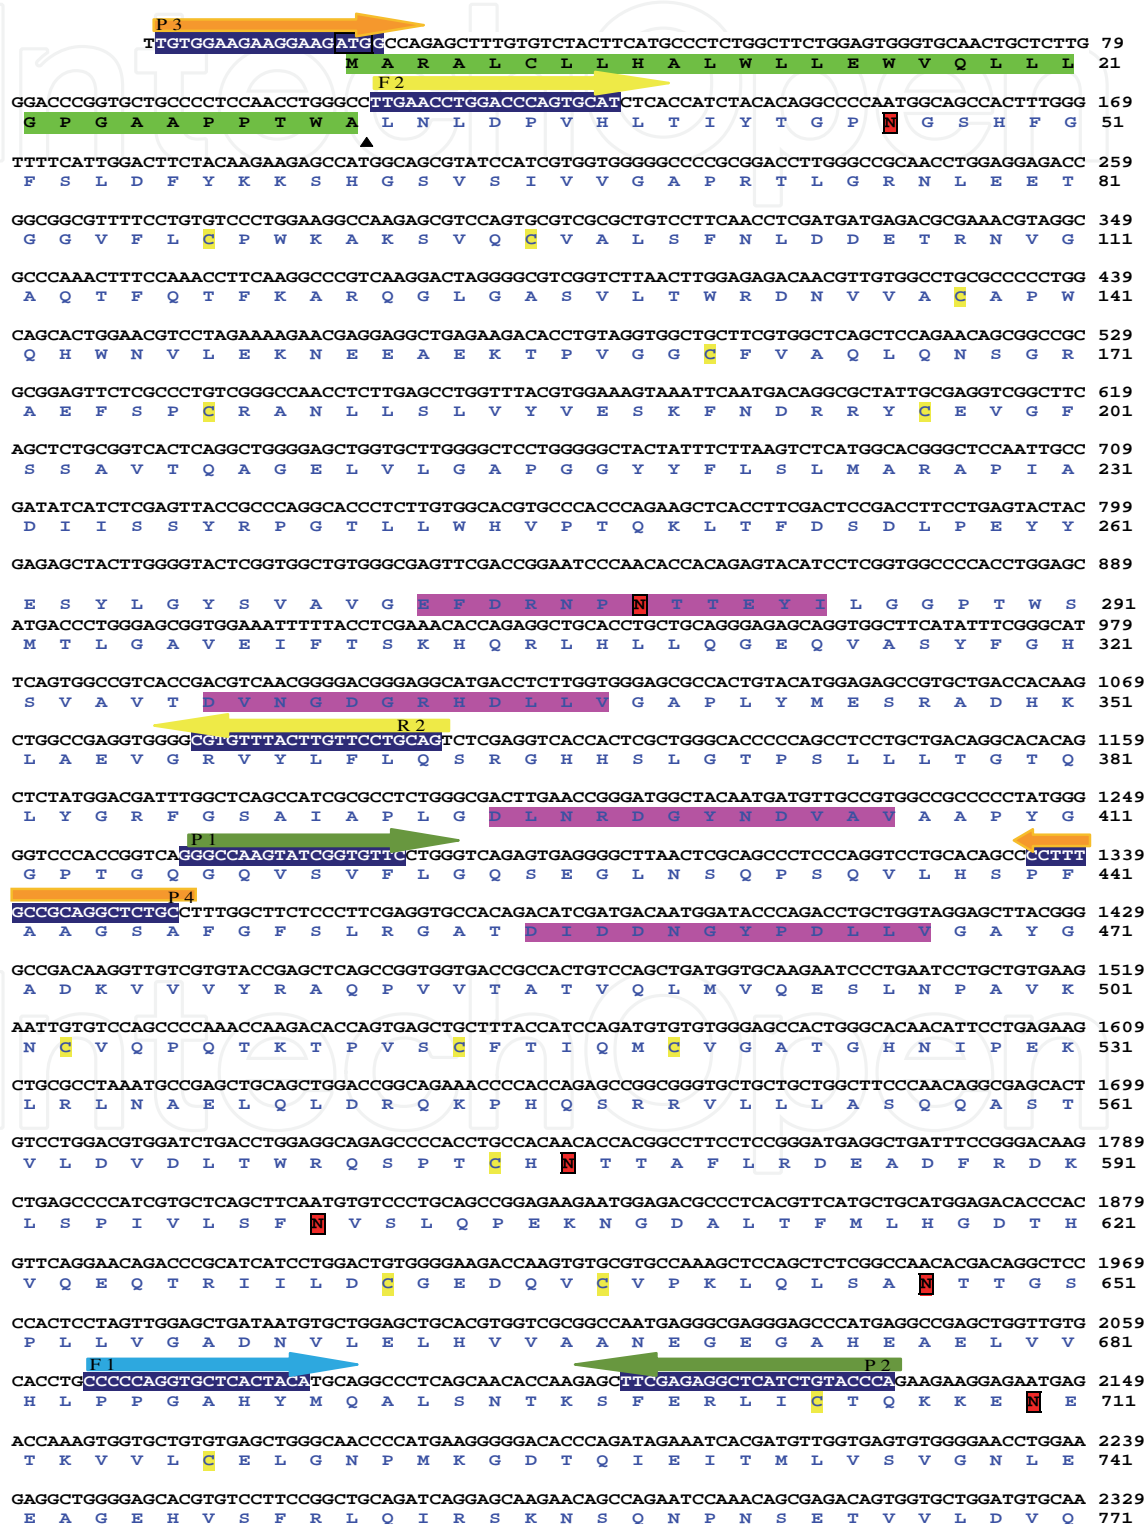 P 3
TTGTGGAAGAAGGAAGATGGCCAGAGCTTTGTGTCTACTTCATGCCCTCTGGCTTCTGGAGTGGGTGCAACTGCTCTTG 79
M A R A L C L L H A L W L L E W V Q L L L 21
F 2
GGACCCGGTGCTGCCCCTCCAACCTGGGCCTTGAACCTGGACCCAGTGCATCTCACCATCTACACAGGCCCCAATGGCAGCCACTTTGGG 169
G P G A A P P T W A L N L D P V H L T I Y T G P N G S H F G 51
TTTTCATTGGACTTCTACAAGAAGAGCCATGGCAGCGTATCCATCGTGGTGGGGGCCCCGCGGACCTTGGGCCGCAACCTGGAGGAGACC 259
F S L D F Y K K S H G S V S I V V G A P R T L G R N L E E T 81
GGCGGCGTTTTCCTGTGTCCCTGGAAGGCCAAGAGCGTCCAGTGCGTCGCGCTGTCCTTCAACCTCGATGATGAGACGCGAAACGTAGGC 349
G G V F L C P W K A K S V Q C V A L S F N L D D E T R N V G 111
GCCCAAACTTTCCAAACCTTCAAGGCCCGTCAAGGACTAGGGGCGTCGGTCTTAACTTGGAGAGACAACGTTGTGGCCTGCGCCCCCTGG 439
A Q T F Q T F K A R Q G L G A S V L T W R D N V V A C A P W 141
CAGCACTGGAACGTCCTAGAAAAGAACGAGGAGGCTGAGAAGACACCTGTAGGTGGCTGCTTCGTGGCTCAGCTCCAGAACAGCGGCCGC 529
Q H W N V L E K N E E A E K T P V G G C F V A Q L Q N S G R 171
GCGGAGTTCTCGCCCTGTCGGGCCAACCTCTTGAGCCTGGTTTACGTGGAAAGTAAATTCAATGACAGGCGCTATTGCGAGGTCGGCTTC 619
A E F S P C R A N L L S L V Y V E S K F N D R R Y C E V G F 201
AGCTCTGCGGTCACTCAGGCTGGGGAGCTGGTGCTTGGGGCTCCTGGGGGCTACTATTTCTTAAGTCTCATGGCACGGGCTCCAATTGCC 709
S S A V T Q A G E L V L G A P G G Y Y F L S L M A R A P I A 231
GATATCATCTCGAGTTACCGCCCAGGCACCCTCTTGTGGCACGTGCCCACCCAGAAGCTCACCTTCGACTCCGACCTTCCTGAGTACTAC 799
D I I S S Y R P G T L L W H V P T Q K L T F D S D L P E Y Y 261
GAGAGCTACTTGGGGTACTCGGTGGCTGTGGGCGAGTTCGACCGGAATCCCAACACCACAGAGTACATCCTCGGTGGCCCCACCTGGAGC 889
E S Y L G Y S V A V G E F D R N P N T T E Y I L G G P T W S 291
ATGACCCTGGGAGCGGTGGAAATTTTTACCTCGAAACACCAGAGGCTGCACCTGCTGCAGGGAGAGCAGGTGGCTTCATATTTCGGGCAT 979
M T L G A V E I F T S K H Q R L H L L Q G E Q V A S Y F G H 321
TCAGTGGCCGTCACCGACGTCAACGGGGACGGGAGGCATGACCTCTTGGTGGGAGCGCCACTGTACATGGAGAGCCGTGCTGACCACAAG 1069
S V A V T D V N G D G R H D L L V G A P L Y M E S R A D H K 351
R 2
CTGGCCGAGGTGGGGCGTGTTTACTTGTTCCTGCAGTCTCGAGGTCACCACTCGCTGGGCACCCCCAGCCTCCTGCTGACAGGCACACAG 1159
L A E V G R V Y L F L Q S R G H H S L G T P S L L L T G T Q 381
CTCTATGGACGATTTGGCTCAGCCATCGCGCCTCTGGGCGACTTGAACCGGGATGGCTACAATGATGTTGCCGTGGCCGCCCCCTATGGG 1249
L Y G R F G S A I A P L G D L N R D G Y N D V A V A A P Y G 411
P 1
GGTCCCACCGGTCAGGGCCAAGTATCGGTGTTCCTGGGTCAGAGTGAGGGGCTTAACTCGCAGCCCTCCCAGGTCCTGCACAGCCCCTTT 1339
G P T G Q G Q V S V F L G Q S E G L N S Q P S Q V L H S P F 441
P 4
GCCGCAGGCTCTGCCTTTGGCTTCTCCCTTCGAGGTGCCACAGACATCGATGACAATGGATACCCAGACCTGCTGGTAGGAGCTTACGGG 1429
A A G S A F G F S L R G A T D I D D N G Y P D L L V G A Y G 471
GCCGACAAGGTTGTCGTGTACCGAGCTCAGCCGGTGGTGACCGCCACTGTCCAGCTGATGGTGCAAGAATCCCTGAATCCTGCTGTGAAG 1519
A D K V V V Y R A Q P V V T A T V Q L M V Q E S L N P A V K 501
AATTGTGTCCAGCCCCAAACCAAGACACCAGTGAGCTGCTTTACCATCCAGATGTGTGTGGGAGCCACTGGGCACAACATTCCTGAGAAG 1609
N C V Q P Q T K T P V S C F T I Q M C V G A T G H N I P E K 531
CTGCGCCTAAATGCCGAGCTGCAGCTGGACCGGCAGAAACCCCACCAGAGCCGGCGGGTGCTGCTGCTGGCTTCCCAACAGGCGAGCACT 1699
L R L N A E L Q L D R Q K P H Q S R R V L L L A S Q Q A S T 561
GTCCTGGACGTGGATCTGACCTGGAGGCAGAGCCCCACCTGCCACAACACCACGGCCTTCCTCCGGGATGAGGCTGATTTCCGGGACAAG 1789
V L D V D L T W R Q S P T C H N T T A F L R D E A D F R D K 591
CTGAGCCCCATCGTGCTCAGCTTCAATGTGTCCCTGCAGCCGGAGAAGAATGGAGACGCCCTCACGTTCATGCTGCATGGAGACACCCAC 1879
L S P I V L S F N V S L Q P E K N G D A L T F M L H G D T H 621
GTTCAGGAACAGACCCGCATCATCCTGGACTGTGGGGAAGACCAAGTGTGCGTGCCAAAGCTCCAGCTCTCGGCCAACACGACAGGCTCC 1969
V Q E Q T R I I L D C G E D Q V C V P K L Q L S A N T T G S 651
CCACTCCTAGTTGGAGCTGATAATGTGCTGGAGCTGCACGTGGTCGCGGCCAATGAGGGCGAGGGAGCCCATGAGGCCGAGCTGGTTGTG 2059
P L L V G A D N V L E L H V V A A N E G E G A H E A E L V V 681
F 1 P 2
CACCTGCCCCCAGGTGCTCACTACATGCAGGCCCTCAGCAACACCAAGAGCTTCGAGAGGCTCATCTGTACCCAGAAGAAGGAGAATGAG 2149
H L P P G A H Y M Q A L S N T K S F E R L I C T Q K K E N E 711
ACCAAAGTGGTGCTGTGTGAGCTGGGCAACCCCATGAAGGGGGACACCCAGATAGAAATCACGATGTTGGTGAGTGTGGGGAACCTGGAA 2239
T K V V L C E L G N P M K G D T Q I E I T M L V S V G N L E 741
GAGGCTGGGGAGCACGTGTCCTTCCGGCTGCAGATCAGGAGCAAGAACAGCCAGAATCCAAACAGCGAGACAGTGGTGCTGGATGTGCAA 2329
E A G E H V S F R L Q I R S K N S Q N P N S E T V V L D V Q 771